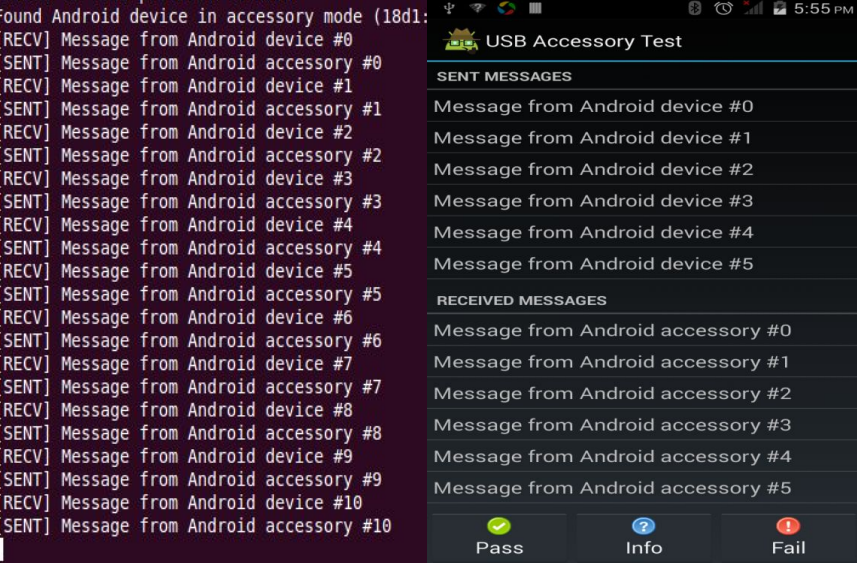 Found Android device in accessory mode (18d1:
[RECV] Message from Android device #0
[SENT] Message from Android accessory #0
[RECV] Message from Android device #1
[SENT] Message from Android accessory #1
[RECV] Message from Android device #2
[SENT] Message from Android accessory #2
[RECV] Message from Android device #3
[SENT] Message from Android accessory #3
[RECV] Message from Android device #4
[SENT] Message from Android accessory #4
[RECV] Message from Android device #5
[SENT] Message from Android accessory #5
[RECV] Message from Android device #6
[SENT] Message from Android accessory #6
[RECV] Message from Android device #7
[SENT] Message from Android accessory #7
[RECV] Message from Android device #8
[SENT] Message from Android accessory #8
[RECV] Message from Android device #9
[SENT] Message from Android accessory #9
[RECV] Message from Android device #10
[SENT] Message from Android accessory #10
5:55 PM
USB Accessory Test
SENT MESSAGES
Message from Android device #0
Message from Android device #1
Message from Android device #2
Message from Android device #3
Message from Android device #4
Message from Android device #5
RECEIVED MESSAGES
Message from Android accessory #0
Message from Android accessory #1
Message from Android accessory #2
Message from Android accessory #3
Message from Android accessory #4
Message from Android accessory #5
Pass
Info
Fail